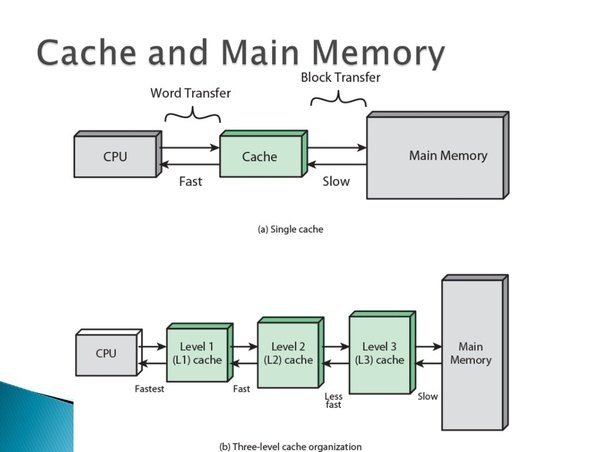 Cache and Main Memory
Block Transfer
Word Transfer
CPU
Cache
Main Memory
Fast
Slow
(a) Single cache
CPU
Level 1
(L1) cache
Level 2
(L2) cache
Level 3
(L3) cache
Main
Memory
Fastest
Fast
Less
fast
Slow
(b) Three-level cache organization